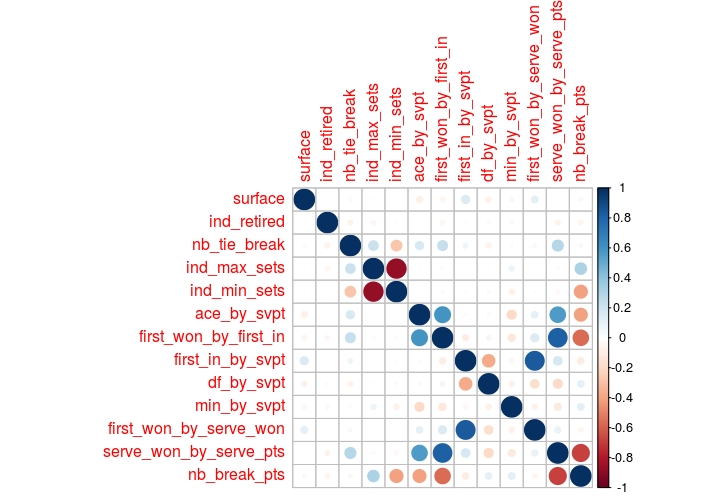 surface
ind_retired
nb_tie_break
ind_max_sets
ind_min_sets
ace_by_svpt
first_won_by_first_in
first_in_by_svpt
df_by_svpt
min_by_svpt
first_won_by_serve_won
serve_won_by_serve_pts
nb_break_pts
surface
ind_retired
nb_tie_break
ind_max_sets
ind_min_sets
ace_by_svpt
first_won_by_first_in
first_in_by_svpt
df_by_svpt
min_by_svpt
first_won_by_serve_won
serve_won_by_serve_pts
nb_break_pts
1
0.8
0.6
0.4
0.2
0
-0.2
-0.4
-0.6
-0.8
-1